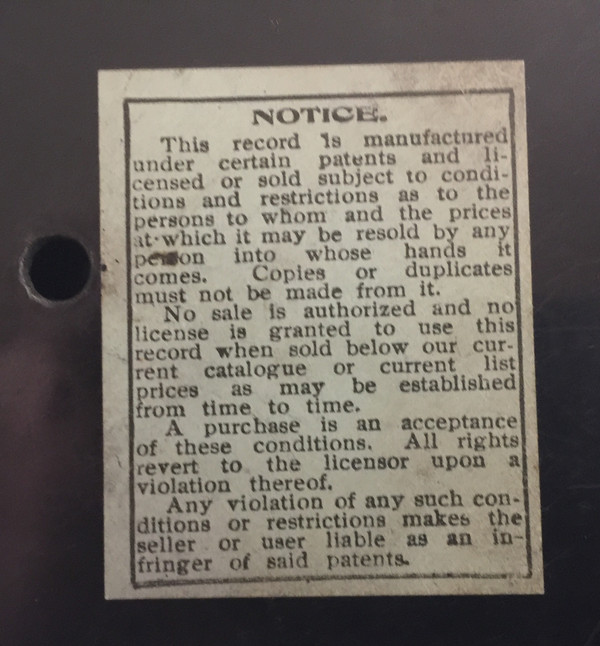 NOTICE.
This record is manufactured
under certain patents and li-
censed or sold subject to condi-
tions and restrictions as to the
persons to whom and the prices
at which it may be resold by any
person into whose hands it
comes. Copies or duplicates
must not be made from it.
No sale is authorized and no
license is granted to use this
record when sold below our cur-
rent catalogue or current list
prices as may be established
from time to time.
A purchase is an acceptance
of these conditions. All rights
revert to the licensor upon a
violation thereof.
Any violation of any such con-
ditions or restrictions makes the
seller or user liable as an in-
fringer of said patents.